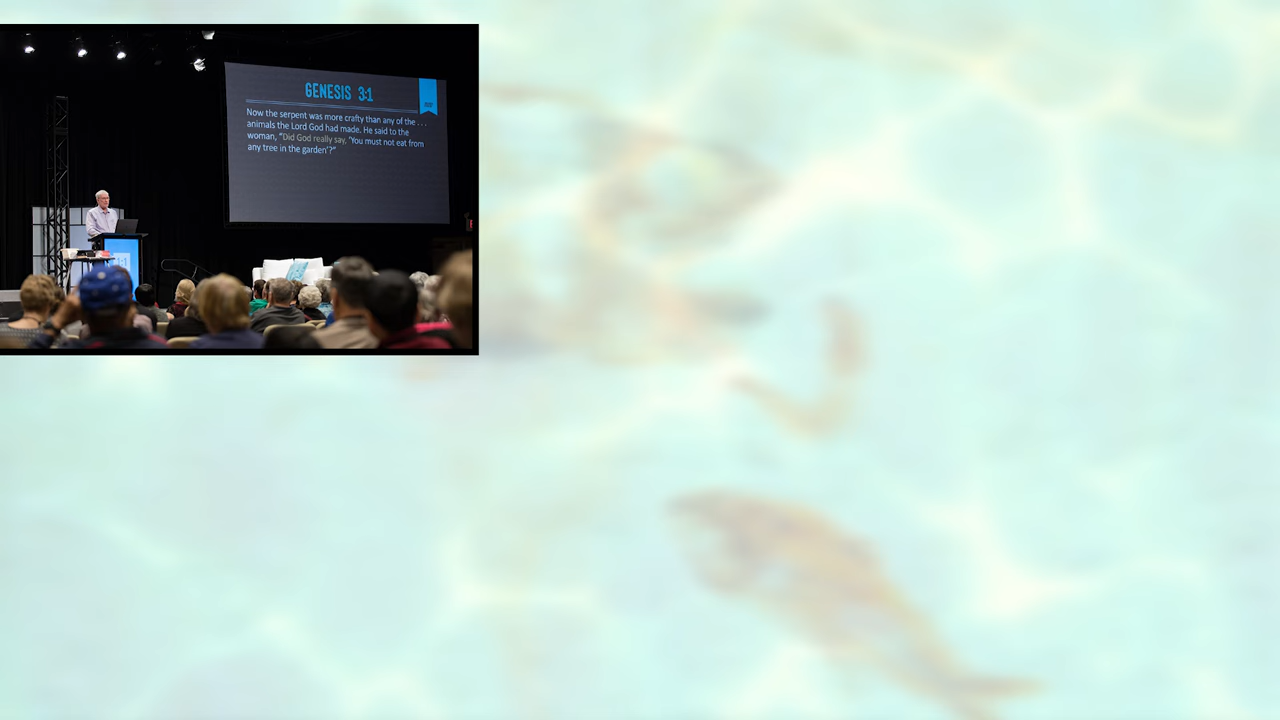 GENESIS 3:1
Now the serpent was more crafty than any of the . . .
animals the Lord God had made. He said to the
woman, "Did God really say, 'You must not eat from
any tree in the garden'?"